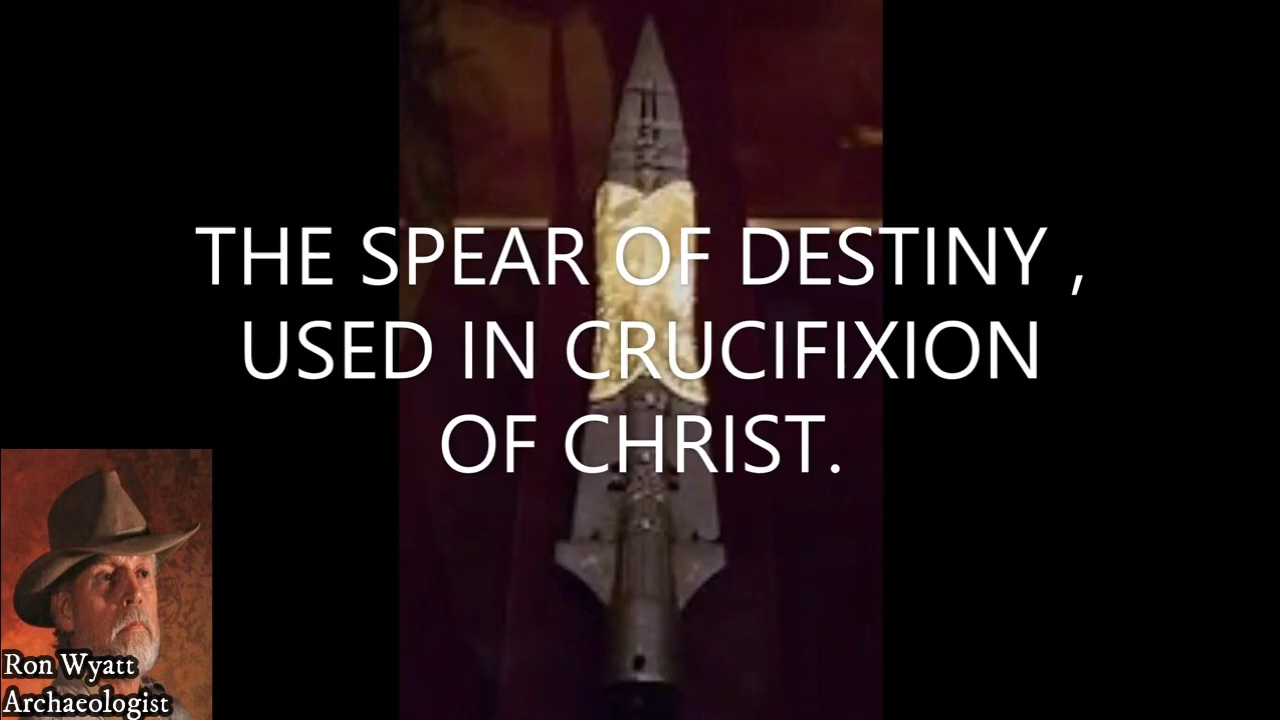 THE SPEAR OF DESTINY ,
USED IN CRUCIFIXION
OF CHRIST.
Ron Wyatt
Archaeologist